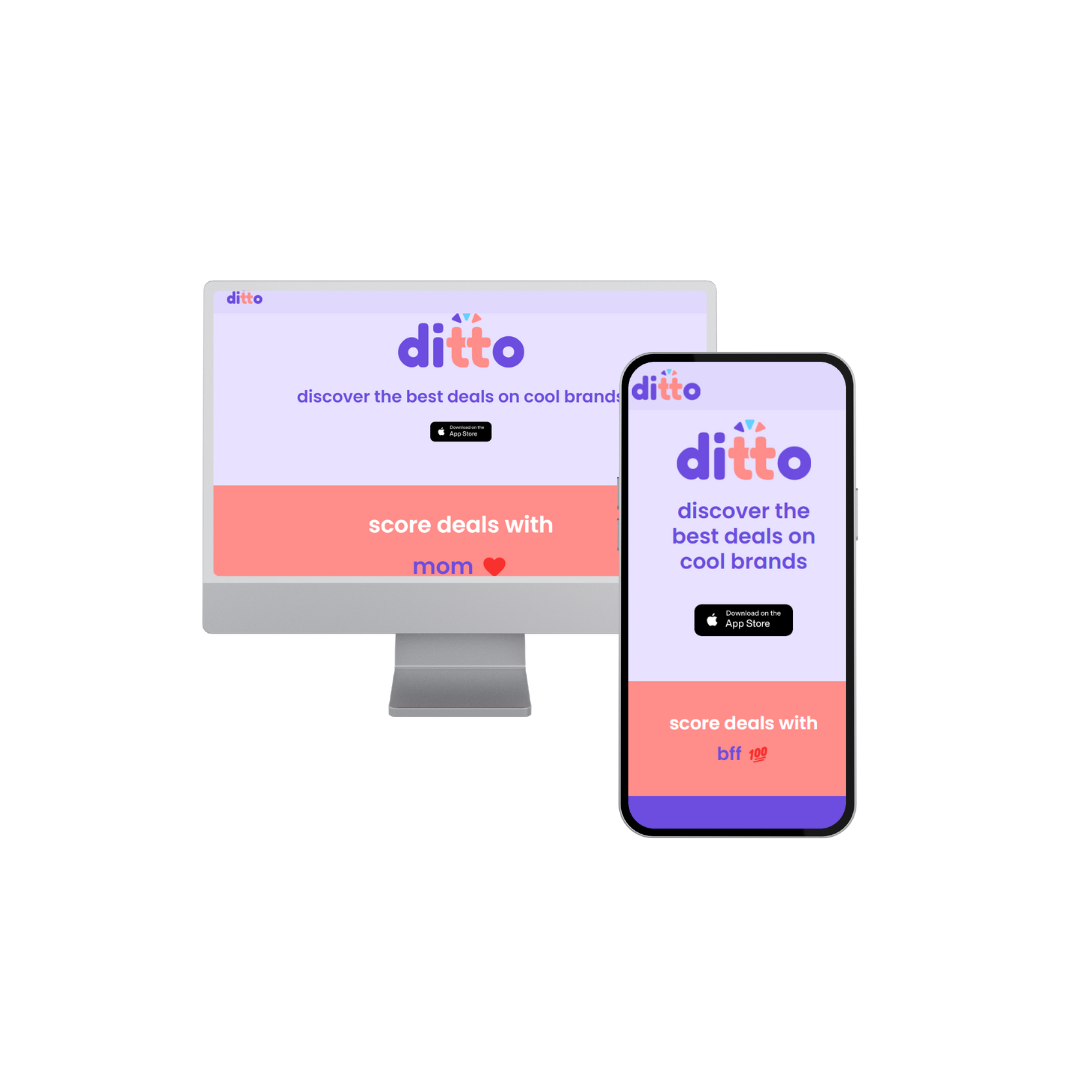 ditto
ditto
discover the best deals on cool brands
Download on the
App Store
score deals with
mom ❤️
ditto
ditto
discover the
best deals on
cool brands
Download on the
App Store
score deals with
bff 💯